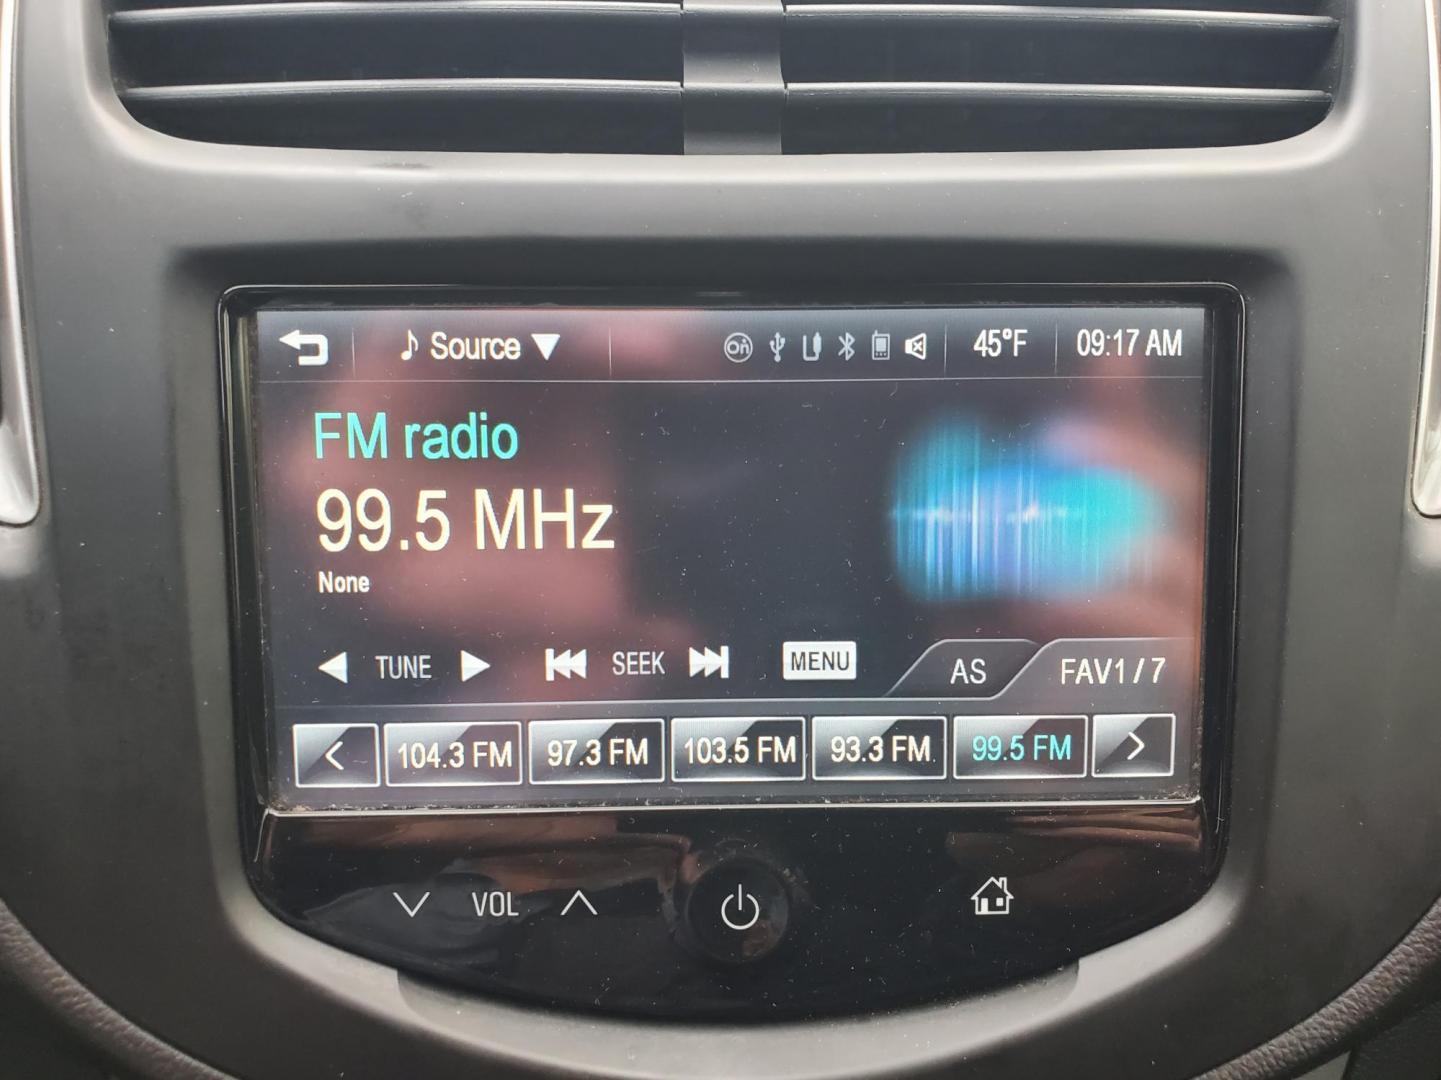 Source 45°F 09:17 AM
FM radio
99.5 MHz
None
TUNE SEEK MENU AS FAV1 / 7
104.3 FM 97.3 FM 103.5 FM 93.3 FM 99.5 FM
VOL